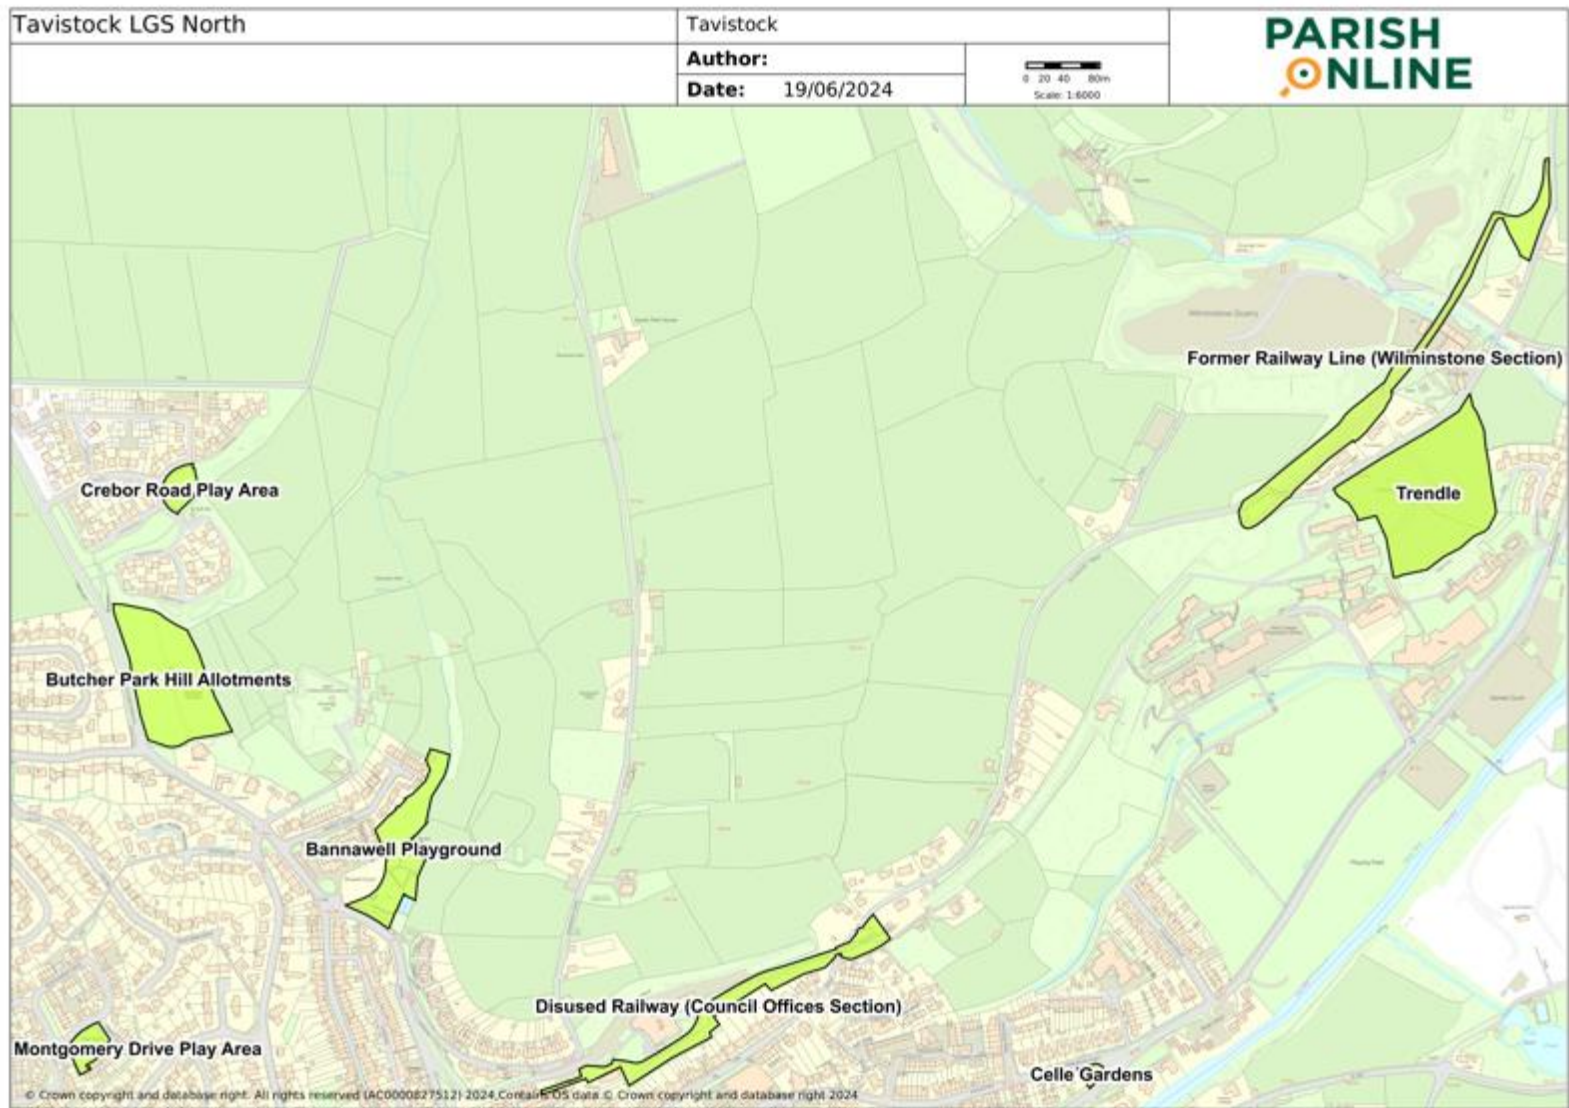 Tavistock LGS North
Tavistock
Author:
Date: 19/06/2024
0 20 40 80m
Scale: 1:6000
PARISH
ONLINE
Former Railway Line (Wilminstone Section)
Crebor Road Play Area
Trendle
Butcher Park Hill Allotments
Bannawell Playground
Disused Railway (Council Offices Section)
Montgomery Drive Play Area
Celle Gardens
© Crown copyright and database right. All rights reserved (AC0000827512) 2024,Contains OS data © Crown copyright and database right 2024